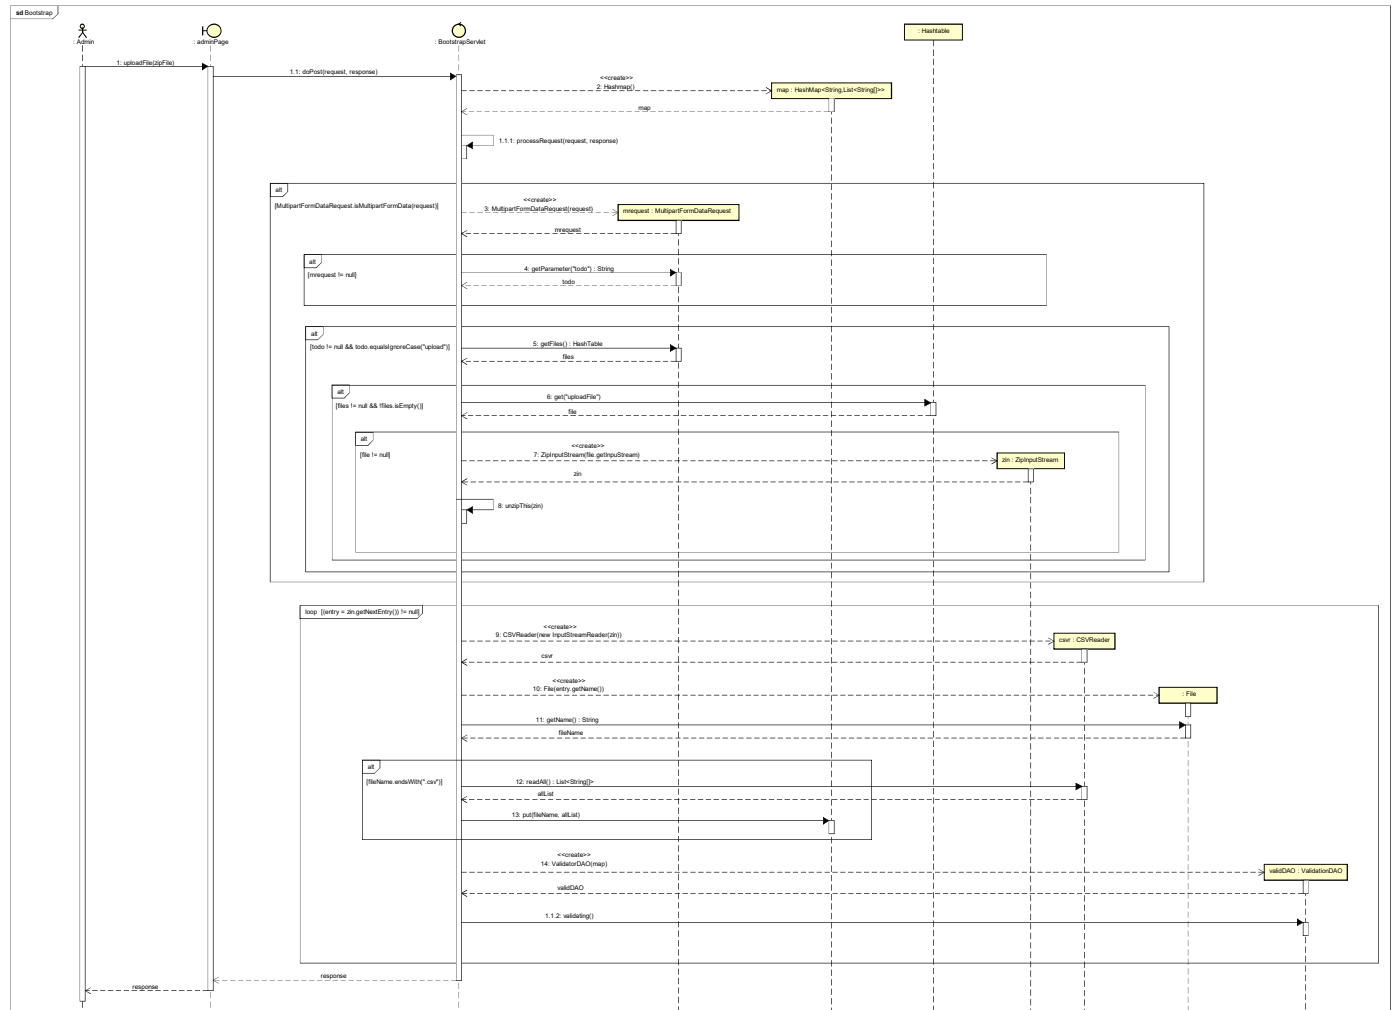 sd Bootstrap
: Admin
: adminPage
: BootstrapServlet
: Hashtable
1: uploadFile(zipFile)
1.1: doPost(request, response)
<<create>>
2: Hashmap()
map : HashMap<String,List<String[]>>
map
1.1.1: processRequest(request, response)
alt
[MultipartFormDataRequest.isMultipartFormData(request)]
<<create>>
3: MultipartFormDataRequest(request)
mrequest : MultipartFormDataRequest
mrequest
alt
[mrequest != null]
4: getParameter("todo") : String
todo
alt
[todo != null && todo.equalsIgnoreCase("upload")]
5: getFiles() : HashTable
files
alt
[files != null && !files.isEmpty()]
6: get("uploadFile")
file
alt
[file != null]
<<create>>
7: ZipInputStream(file.getInpuStream)
zin : ZipInputStream
zin
8: unzipThis(zin)
loop [(entry = zin.getNextEntry()) != null]
<<create>>
9: CSVReader(new InputStreamReader(zin))
csvr : CSVReader
csvr
<<create>>
10: File(entry.getName())
: File
11: getName() : String
fileName
alt
[fileName.endsWith(".csv")]
12: readAll() : List<String[]>
allList
13: put(fileName, allList)
<<create>>
14: ValidatorDAO(map)
validDAO : ValidationDAO
validDAO
1.1.2: validating()
response
response